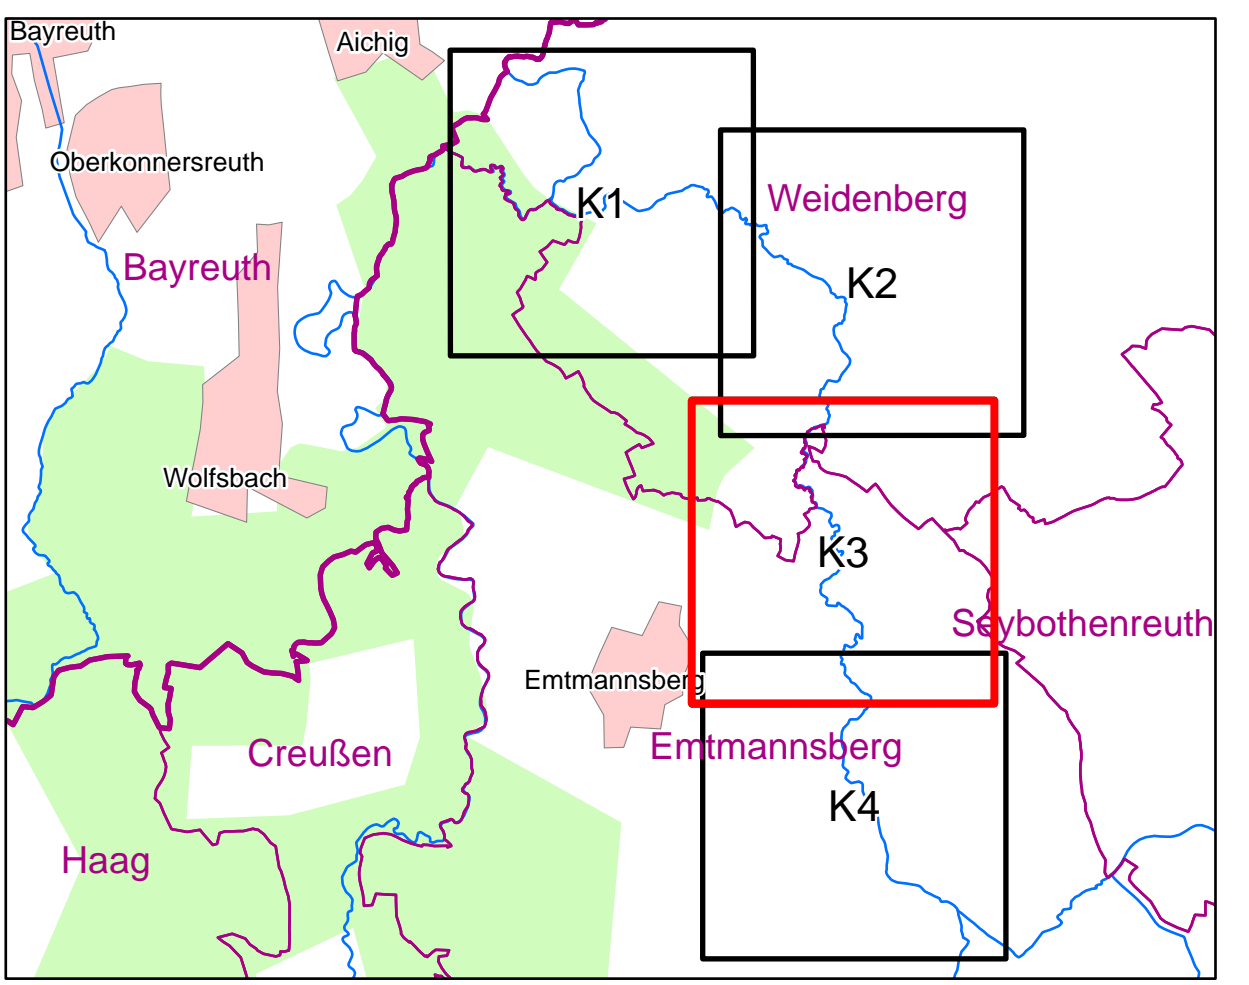 Bayreuth
Aichig
Oberkonnersreuth
Weidenberg
K1
Bayreuth
K2
Wolfsbach
K3
Seybothenreuth
Emtmannsberg
Emtmannsberg
Creußen
K4
Haag